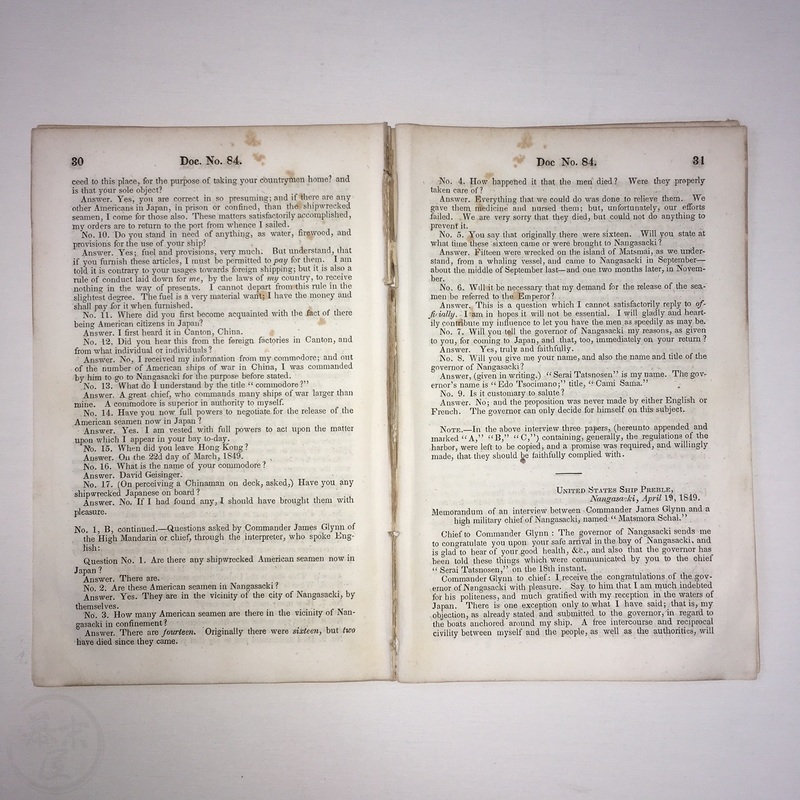 30
Doc. No. 84.
ceed to this place, for the purpose of taking your countrymen home? and
is that your sole object?
Answer. Yes, you are correct in so presuming; and if there are any
other Americans in Japan, in prison or confined, than the shipwrecked
seamen, I come for those also. These matters satisfactorily accomplished,
my orders are to return to the port from whence I sailed.
No. 10. Do you stand in need of anything, as water, firewood, and
provisions for the use of your ship?
Answer. Yes; fuel and provisions, very much. But understand, that
if you furnish these articles, I must be permitted to pay for them. I am
told it is contrary to your usages towards foreign shipping; but it is also a
rule of conduct laid down for me, by the laws of my country, to receive
nothing in the way of presents. I cannot depart from this rule in the
slightest degree. The fuel is a very material want; I have the money and
shall pay for it when furnished.
No. 11. Where did you first become acquainted with the fact of there
being American citizens in Japan?
Answer. I first heard it in Canton, China.
No. 12. Did you hear this from the foreign factories in Canton, and
from what individual or individuals?
Answer. No, I received my information from my commodore; and out
of the number of American ships of war in China, I was commanded
by him to go to Nangasacki for the purpose before stated.
No. 13. What do I understand by the title "commodore?"
Answer. A great chief, who commands many ships of war larger than
mine. A commodore is superior in authority to myself.
No. 14. Have you now full powers to negotiate for the release of the
American seamen now in Japan?
Answer. Yes. I am vested with full powers to act upon the matter
upon which I appear in your bay to-day.
No. 15. When did you leave Hong Kong?
Answer. On the 22d day of March, 1849.
No. 16. What is the name of your commodore?
Answer. David Geisinger.
No. 17. (On perceiving a Chinaman on deck, asked,) Have you any
shipwrecked Japanese on board?
Answer. No. If I had found any, I should have brought them with
pleasure.
No. 1, B, continued.—Questions asked by Commander James Glynn of
the High Mandarin or chief, through the interpreter, who spoke Eng-
lish:
Question No. 1. Are there any shipwrecked American seamen now in
Japan?
Answer. There are.
No. 2. Are these American seamen in Nangasacki?
Answer. Yes. They are in the vicinity of the city of Nangasacki, by
themselves.
No. 3. How many American seamen are there in the vicinity of Nan-
gasacki in confinement?
Answer. There are fourteen. Originally there were sixteen, but two
have died since they came.
Doc No. 84.
31
No. 4. How happened it that the men died? Were they properly
taken care of?
Answer. Everything that we could do was done to relieve them. We
gave them medicine and nursed them; but, unfortunately, our efforts
failed. We are very sorry that they died, but could not do anything to
prevent it.
No. 5. You say that originally there were sixteen. Will you state at
what time these sixteen came or were brought to Nangasacki?
Answer. Fifteen were wrecked on the island of Matsmai, as we under-
stand, from a whaling vessel, and came to Nangasacki in September—
about the middle of September last—and one two months later, in Novem-
ber.
No. 6. Will it be necessary that my demand for the release of the sea-
men be referred to the Emperor?
Answer. This is a question which I cannot satisfactorily reply to of-
ficially. I am in hopes it will not be essential. I will gladly and heart-
ily contribute my influence to let you have the men as speedily as may be.
No. 7. Will you tell the governor of Nangasacki my reasons, as given
to you, for coming to Japan, and that, too, immediately on your return?
Answer. Yes, truly and faithfully.
No. 8. Will you give me your name, and also the name and title of the
governor of Nangasacki?
Answer, (given in writing.) "Serai Tatsnosen" is my name. The gov-
ernor's name is "Edo Tsocimano;" title, "Cami Sama."
No. 9. Is it customary to salute?
Answer. No; and the proposition was never made by either English or
French. The governor can only decide for himself on this subject.
NOTE.—In the above interview three papers, (hereunto appended and
marked "A," "B," "C,") containing, generally, the regulations of the
harbor, were left to be copied, and a promise was required, and willingly
made, that they should be faithfully complied with.
UNITED STATES SHIP PREBLE,
Nangasacki, April 19, 1849.
Memorandum of an interview between Commander James Glynn and a
high military chief of Nangasacki, named "Matsmora Schai."
Chief to Commander Glynn: The governor of Nangasacki sends me
to congratulate you upon your safe arrival in the bay of Nangasacki, and
is glad to hear of your good health, &c., and also that the governor has
been told these things which were communicated by you to the chief
"Serai Tatsnosen," on the 18th instant.
Commander Glynn to chief: I receive the congratulations of the gov-
ernor of Nangasacki with pleasure. Say to him that I am much indebted
for his politeness, and much gratified with my reception in the waters of
Japan. There is one exception only to what I have said; that is, my
objection, as already stated and submitted to the governor, in regard to
the boats anchored around my ship. A free intercourse and reciprocal
civility between myself and the people, as well as the authorities, will